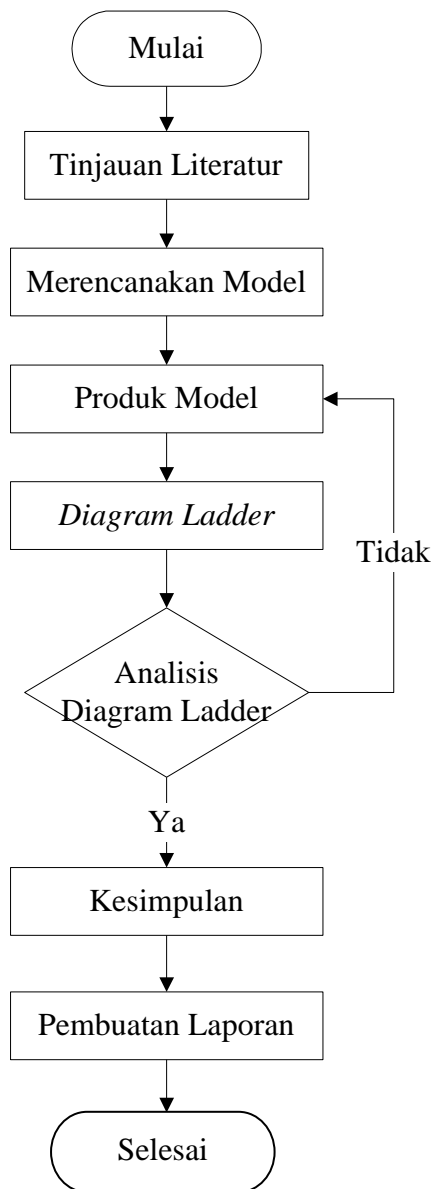 Mulai
Tinjauan Literatur
Merencanakan Model
Produk Model
Diagram Ladder
Tidak
Analisis
Diagram Ladder
Ya
Kesimpulan
Pembuatan Laporan
Selesai